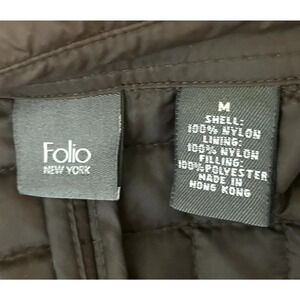 Folio
NEW YORK
M
SHELL:
100% NYLON
LINING:
100% NYLON
FILLING:
100%POLYESTER
MADE IN
HONG KONG